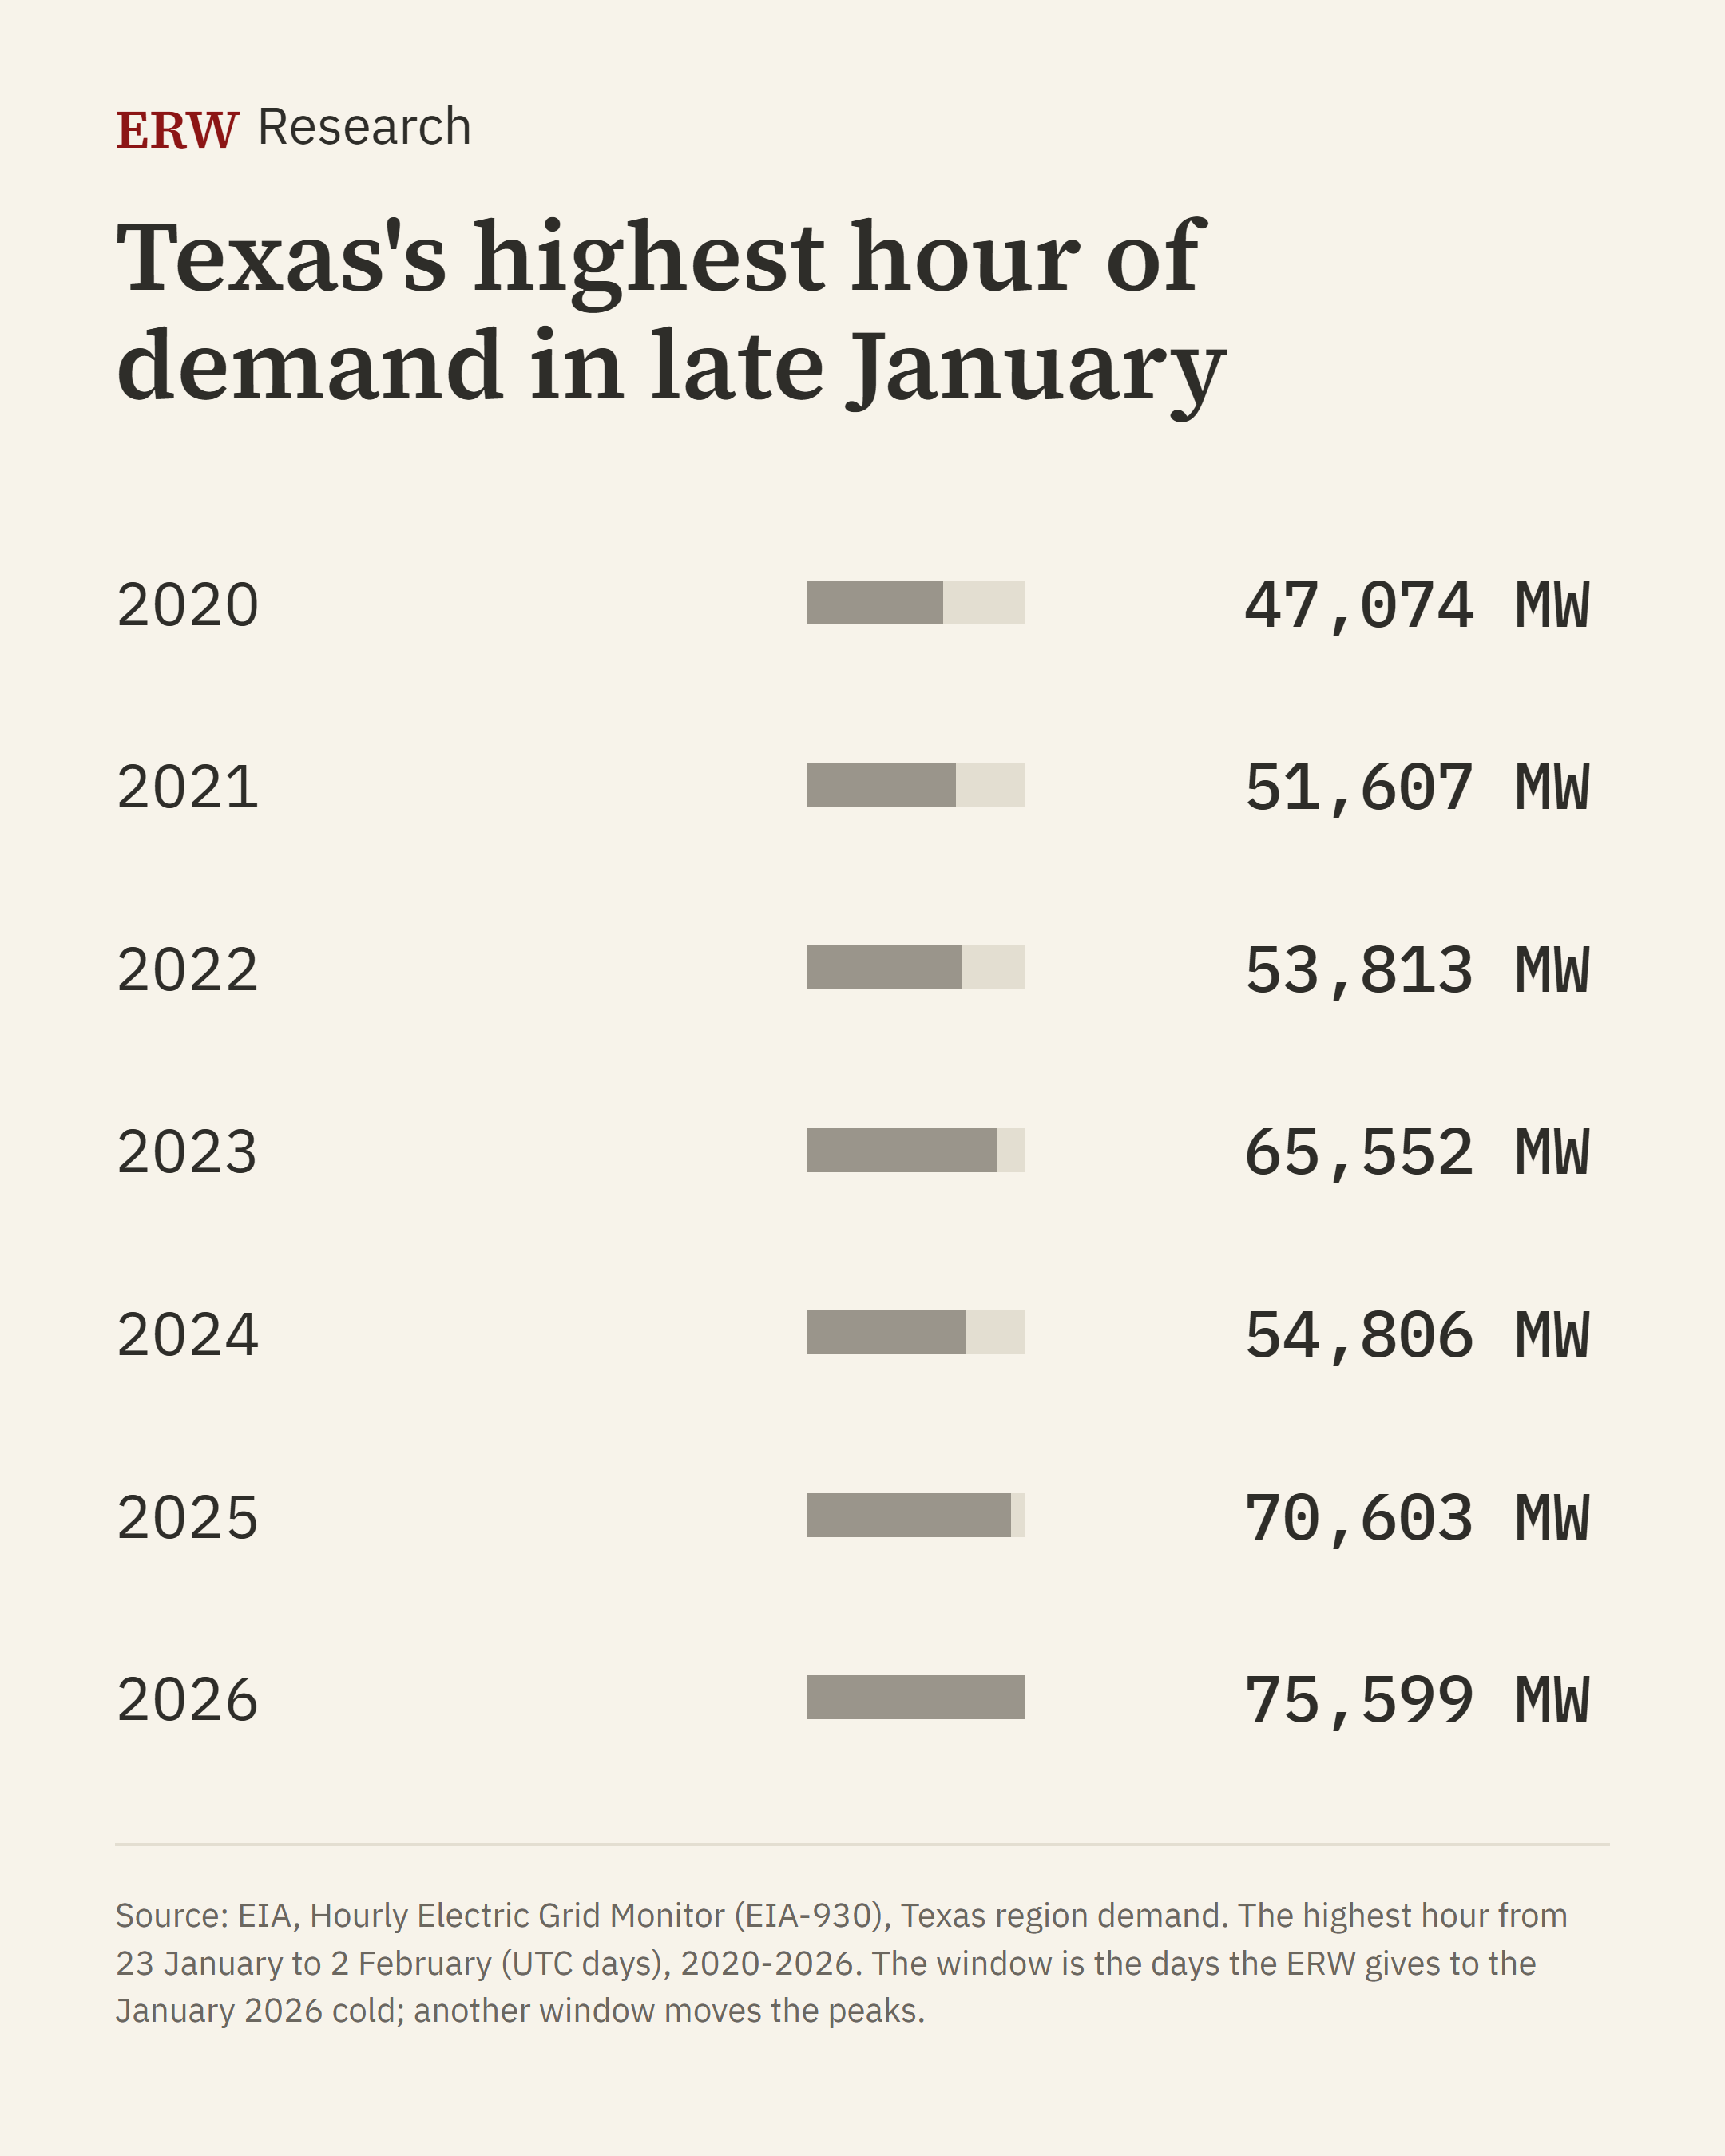 ERW Research
Texas's highest hour of
demand in late January
2020 47,074 MW
2021 51,607 MW
2022 53,813 MW
2023 65,552 MW
2024 54,806 MW
2025 70,603 MW
2026 75,599 MW
Source: EIA, Hourly Electric Grid Monitor (EIA-930), Texas region demand. The highest hour from
23 January to 2 February (UTC days), 2020-2026. The window is the days the ERW gives to the
January 2026 cold; another window moves the peaks.